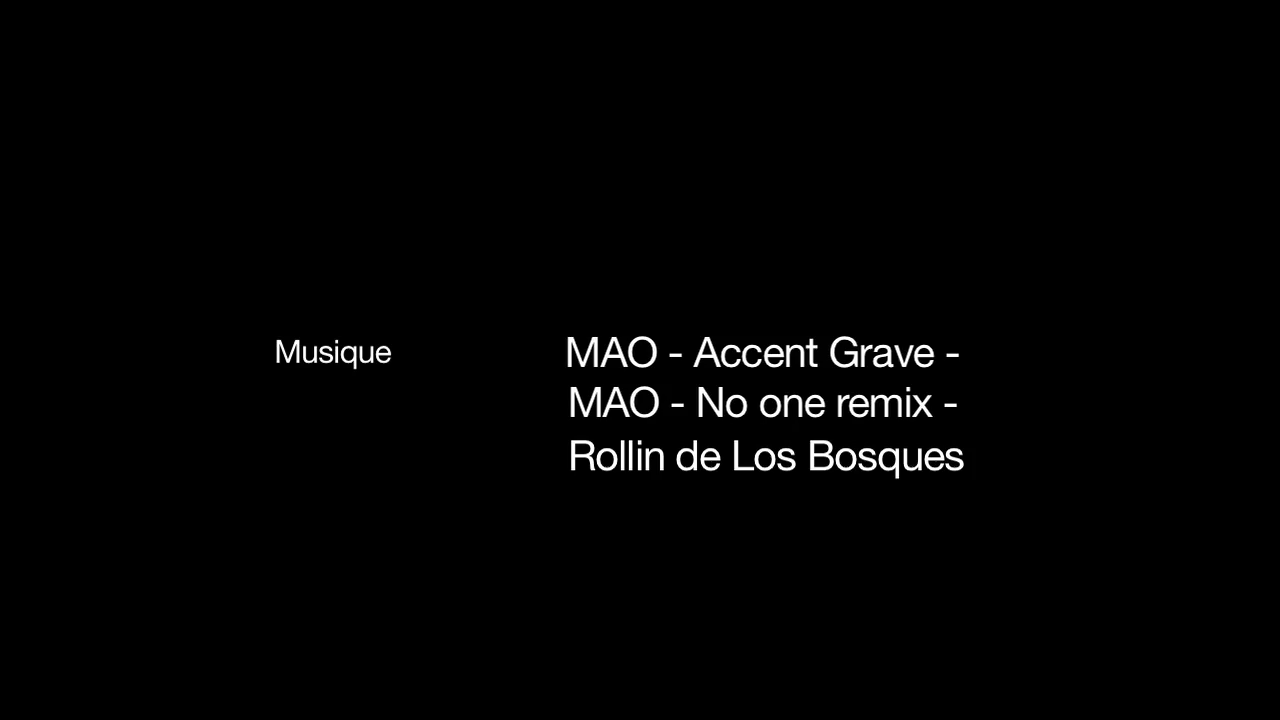 Musique
MAO - Accent Grave -
MAO - No one remix -
Rollin de Los Bosques